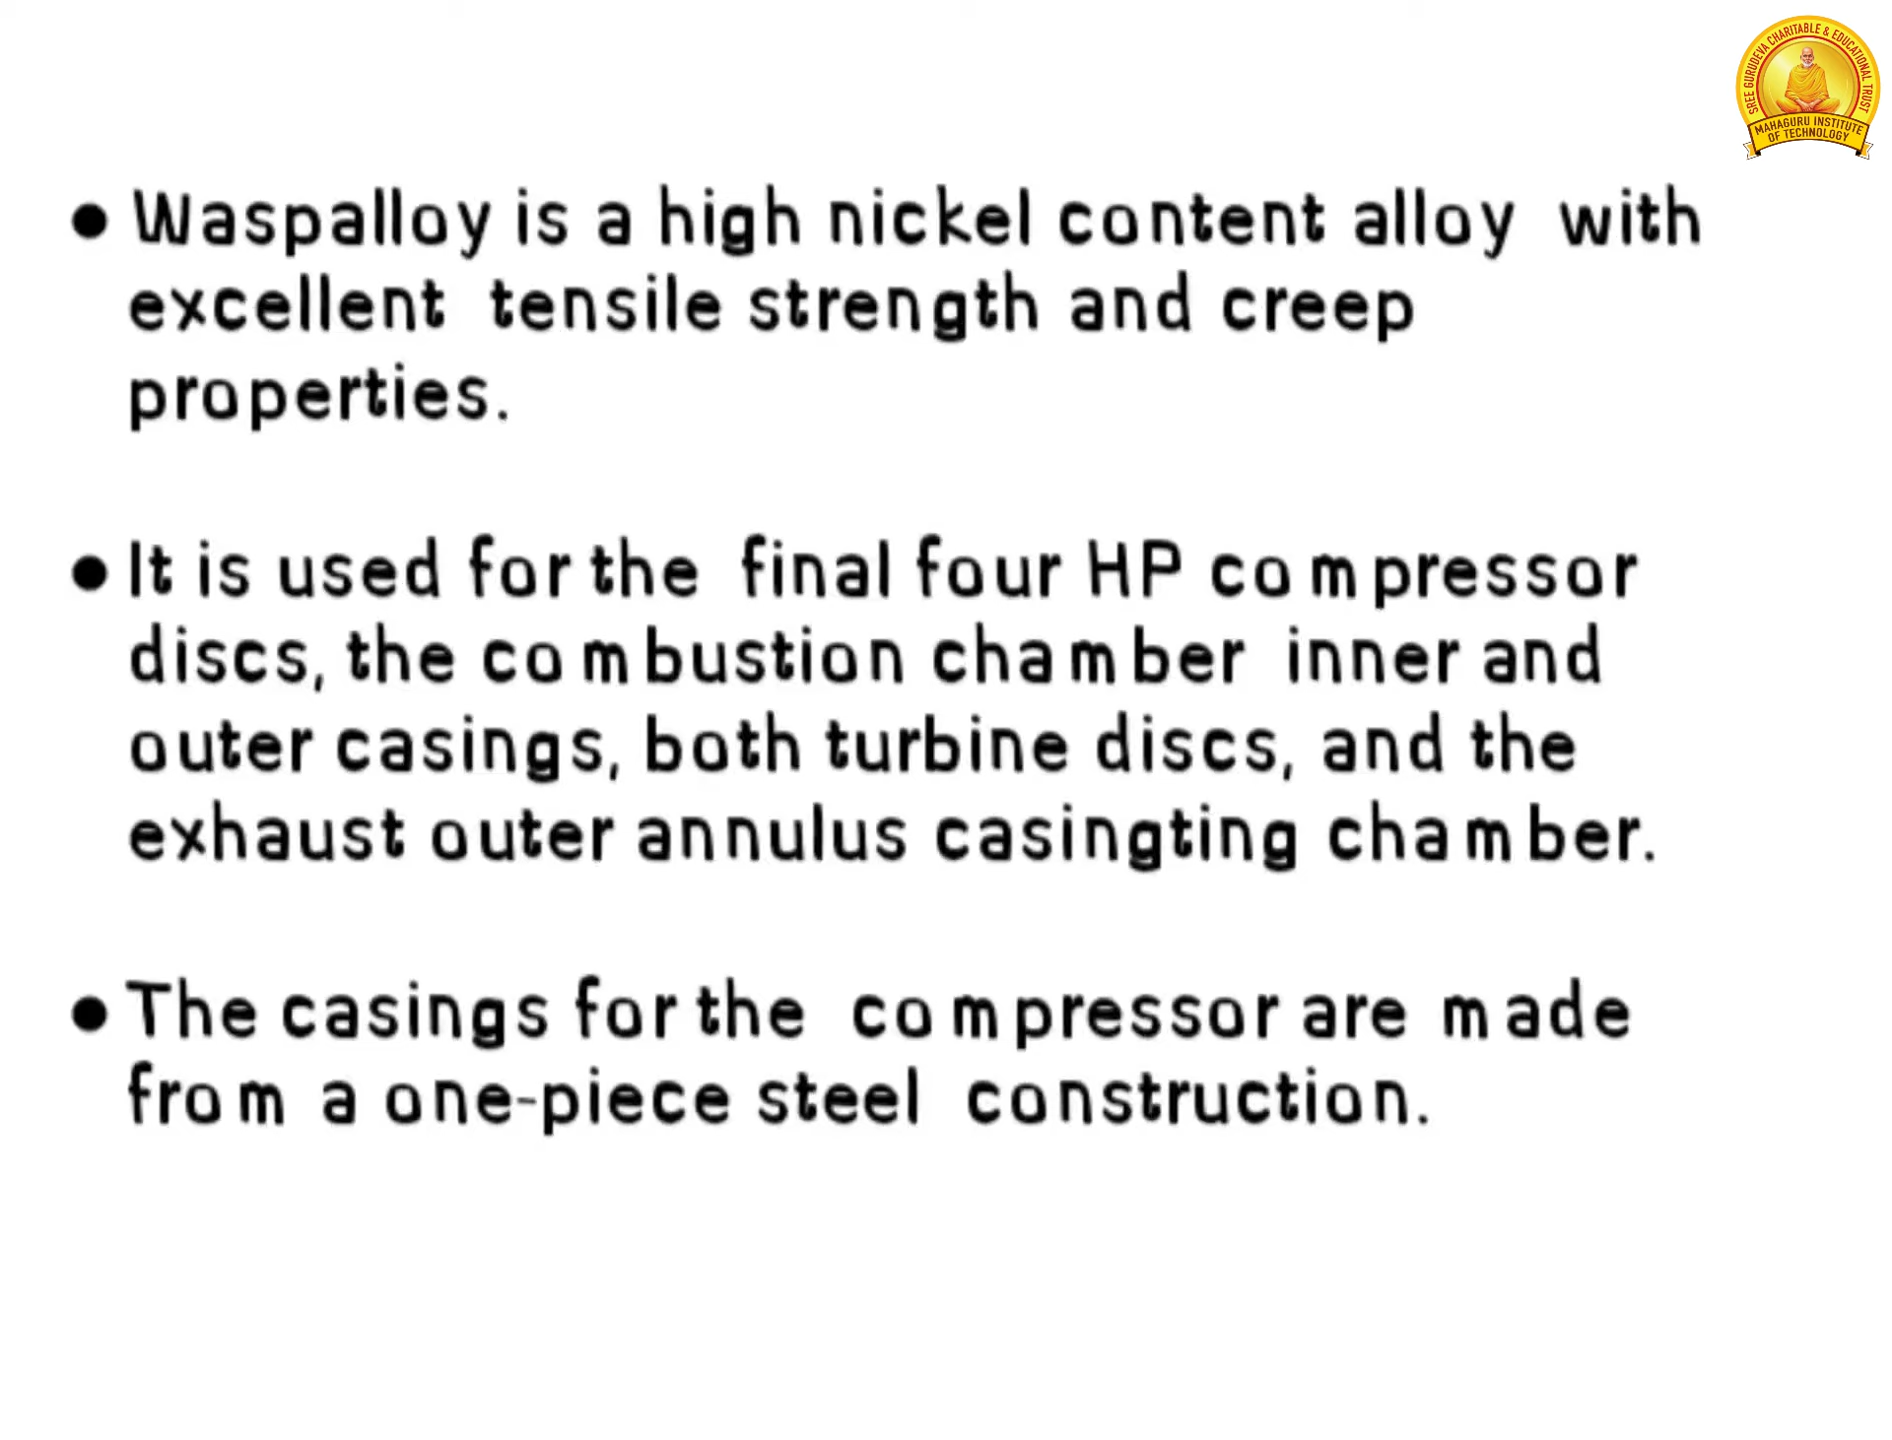 SREE GURUDEVA CHARITABLE & EDUCATIONAL TRUST
MAHAGURU INSTITUTE
OF TECHNOLOGY
● Waspalloy is a high nickel content alloy with
excellent tensile strength and creep
properties.
● It is used for the final four HP compressor
discs, the combustion chamber inner and
outer casings, both turbine discs, and the
exhaust outer annulus casingting chamber.
● The casings for the compressor are made
from a one-piece steel construction.